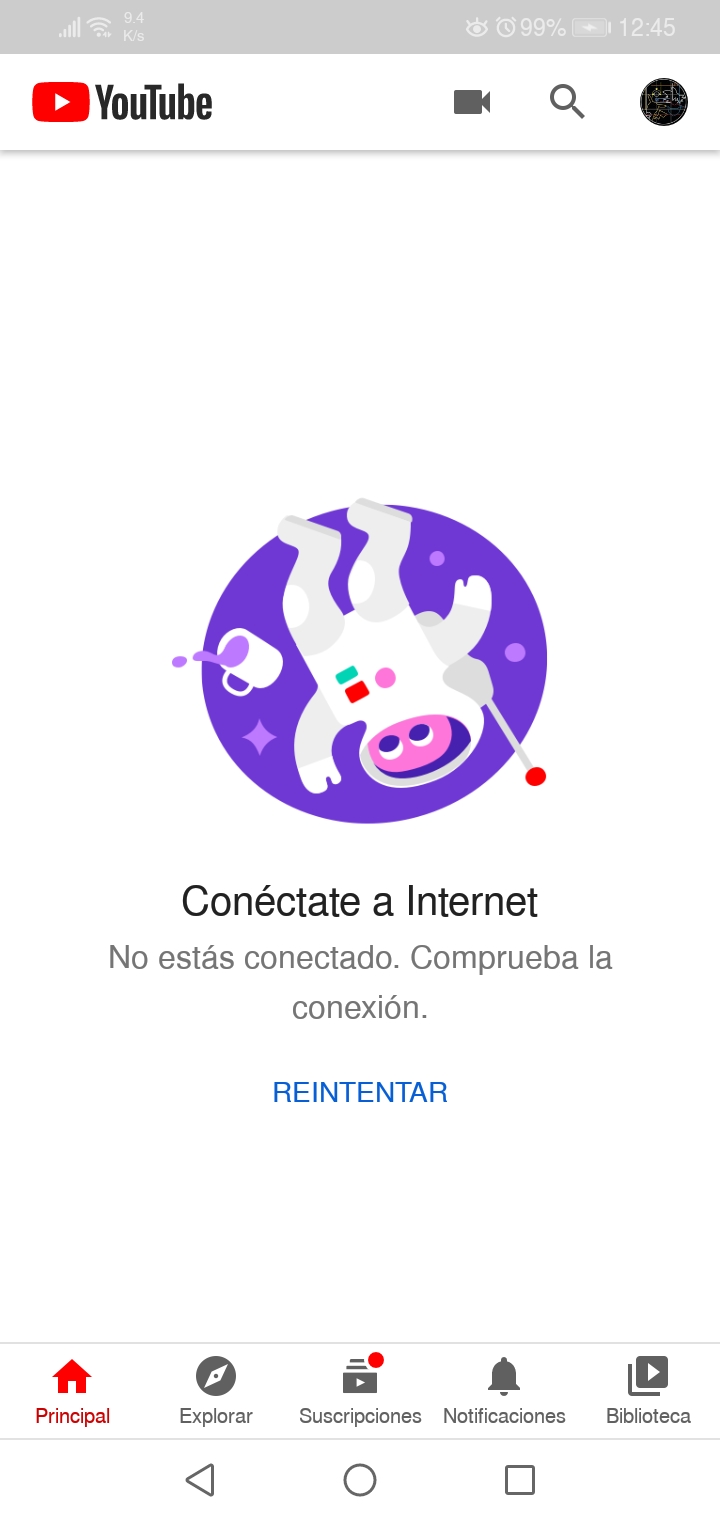 9.4
K/s
99%
12:45
YouTube
Conéctate a Internet
No estás conectado. Comprueba la
conexión.
REINTENTAR
Principal
Explorar
Suscripciones
Notificaciones
Biblioteca